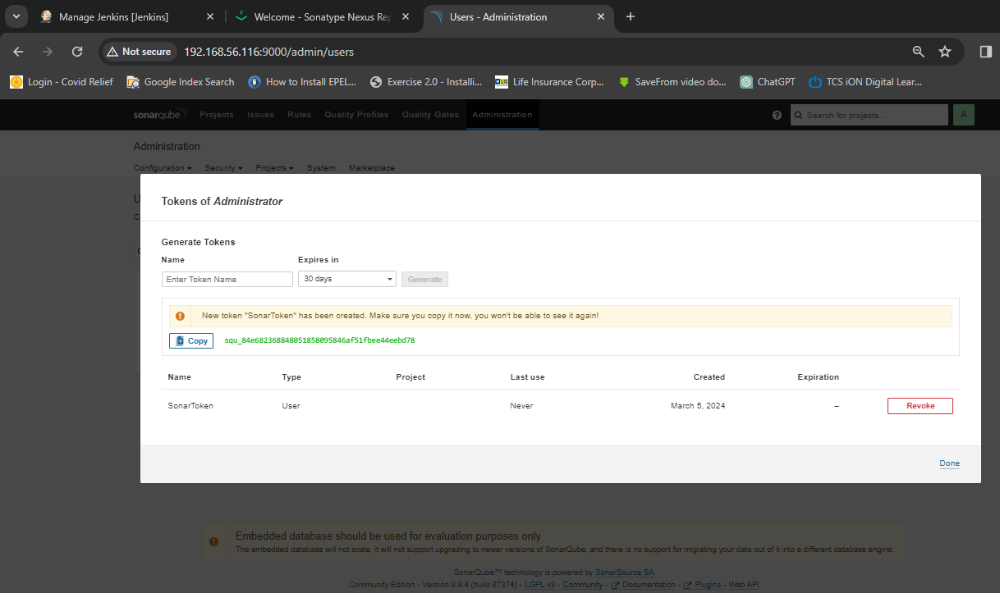 Manage Jenkins [Jenkins]
Welcome - Sonatype Nexus Rep
Users - Administration
Not secure
192.168.56.116:9000/admin/users
Login - Covid Relief
Google Index Search
How to Install EPEL...
Exercise 2.0 - Installi...
Life Insurance Corp...
SaveFrom video do...
ChatGPT
TCS iON Digital Lear...
sonarqube
Projects
Issues
Rules
Quality Profiles
Quality Gates
Administration
Search for projects...
A
Administration
Configuration
Security
Projects
System
Marketplace
Tokens of Administrator
Generate Tokens
Name
Expires in
Enter Token Name
30 days
Generate
New token "SonarToken" has been created. Make sure you copy it now, you won't be able to see it again!
Copy
squ_84e682368848051858095846af51fbee44eebd78
Name
Type
Project
Last use
Created
Expiration
SonarToken
User
Never
March 5, 2024
–
Revoke
Done
Embedded database should be used for evaluation purposes only
The embedded database will not scale, it will not support upgrading to newer versions of SonarQube, and there is no support for migrating your data out of it into a different database engine.
SonarQube™ technology is powered by SonarSource SA
Community Edition - Version 9.9.4 (build 87374) - LGPL v3 - Community - Documentation - Plugins - Web API